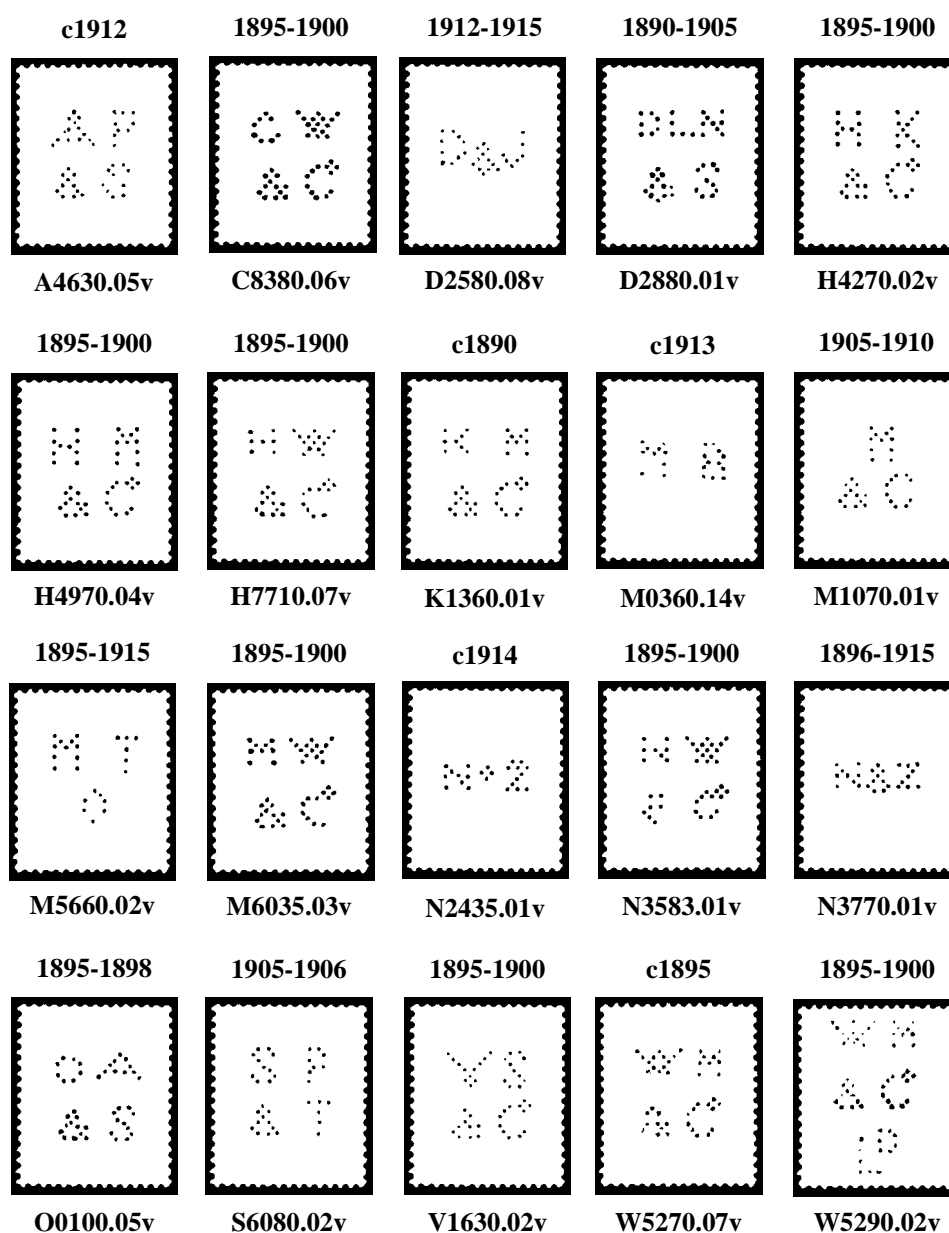 c1912 1895-1900 1912-1915 1890-1905 1895-1900
A F C W D&J D.L.N H K
& S & C & S & C
A4630.05v C8380.06v D2580.08v D2880.01v H4270.02v
1895-1900 1895-1900 c1890 c1913 1905-1910
H M H W K M M B M
& C & C & C & C
H4970.04v H7710.07v K1360.01v M0360.14v M1070.01v
1895-1915 1895-1900 c1914 1895-1900 1896-1915
M T M W N+Z N W N&Z
O & C C
M5660.02v M6035.03v N2435.01v N3583.01v N3770.01v
1895-1898 1905-1906 1895-1900 c1895 1895-1900
O A S P V S W M W M
& S & T & C & C & C
LP
O0100.05v S6080.02v V1630.02v W5270.07v W5290.02v